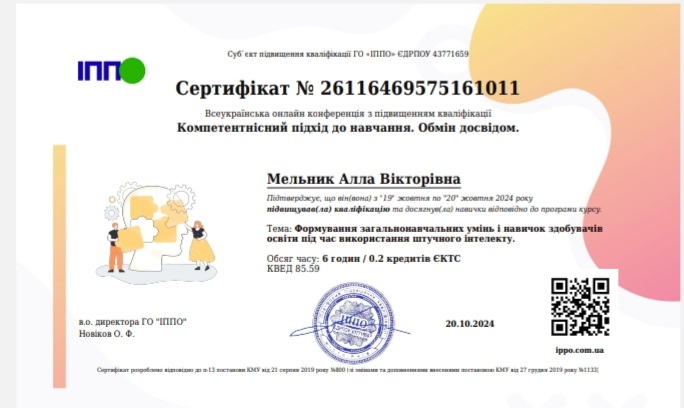 Суб`єкт підвищення кваліфікації ГО «ІППО» ЄДРПОУ 43771659
ІППО
Сертифікат № 26116469575161011
Всеукраїнська онлайн конференція з підвищенням кваліфікації
Компетентнісний підхід до навчання. Обмін досвідом.
Мельник Алла Вікторівна
Підтверджує, що він(вона) з "19" жовтня по "20" жовтня 2024 року
підвищував(ла) кваліфікацію та досягнув(ла) навички відповідно до програми курсу.
Тема: Формування загальнонавчальних умінь і навичок здобувачів
освіти під час використання штучного інтелекту.
Обсяг часу: 6 годин / 0.2 кредитів ЄКТС
КВЕД 85.59
в.о. директора ГО "ІППО"
Новіков О. Ф.
ІППО
20.10.2024
ippo.com.ua
Сертифікат розроблено відповідно до п-13 постанови КМУ від 21 серпня 2019 року №800 (зі змінами та доповненнями внесеними постановою КМУ від 27 грудня 2019 року №1133)